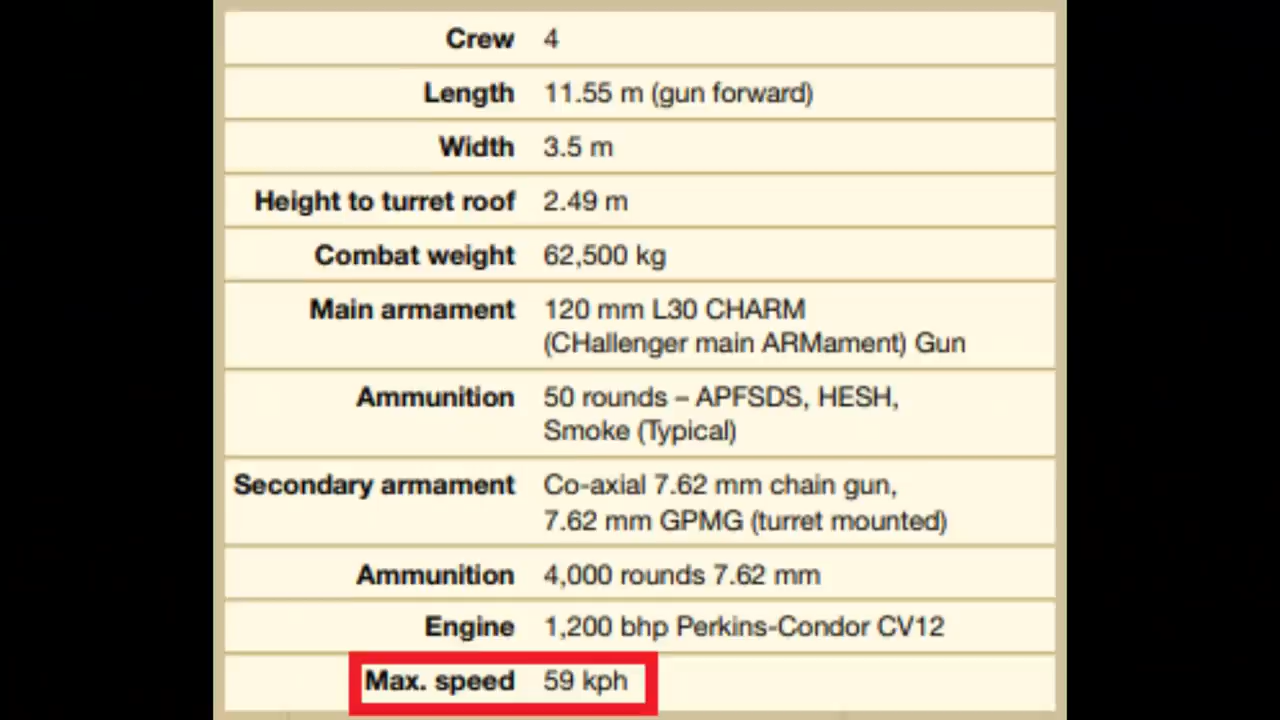 Crew 4
Length 11.55 m (gun forward)
Width 3.5 m
Height to turret roof 2.49 m
Combat weight 62,500 kg
Main armament 120 mm L30 CHARM
(CHallenger main ARMament) Gun
Ammunition 50 rounds – APFSDS, HESH,
Smoke (Typical)
Secondary armament Co-axial 7.62 mm chain gun,
7.62 mm GPMG (turret mounted)
Ammunition 4,000 rounds 7.62 mm
Engine 1,200 bhp Perkins-Condor CV12
Max. speed 59 kph